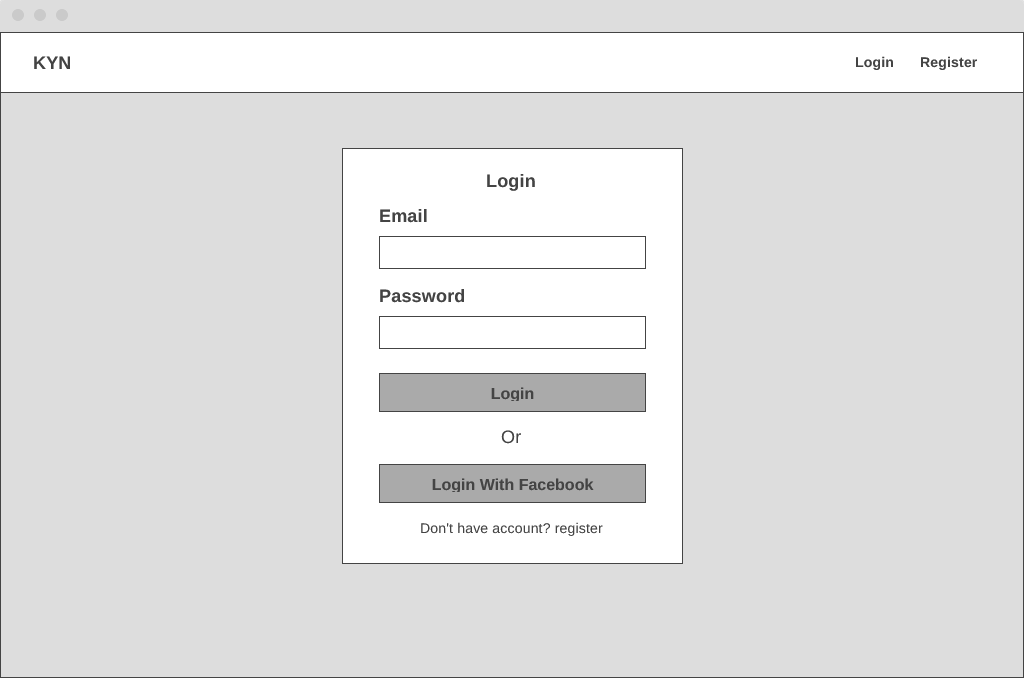 KYN
Login Register
Login
Email
Password
Login
Or
Login With Facebook
Don't have account? register